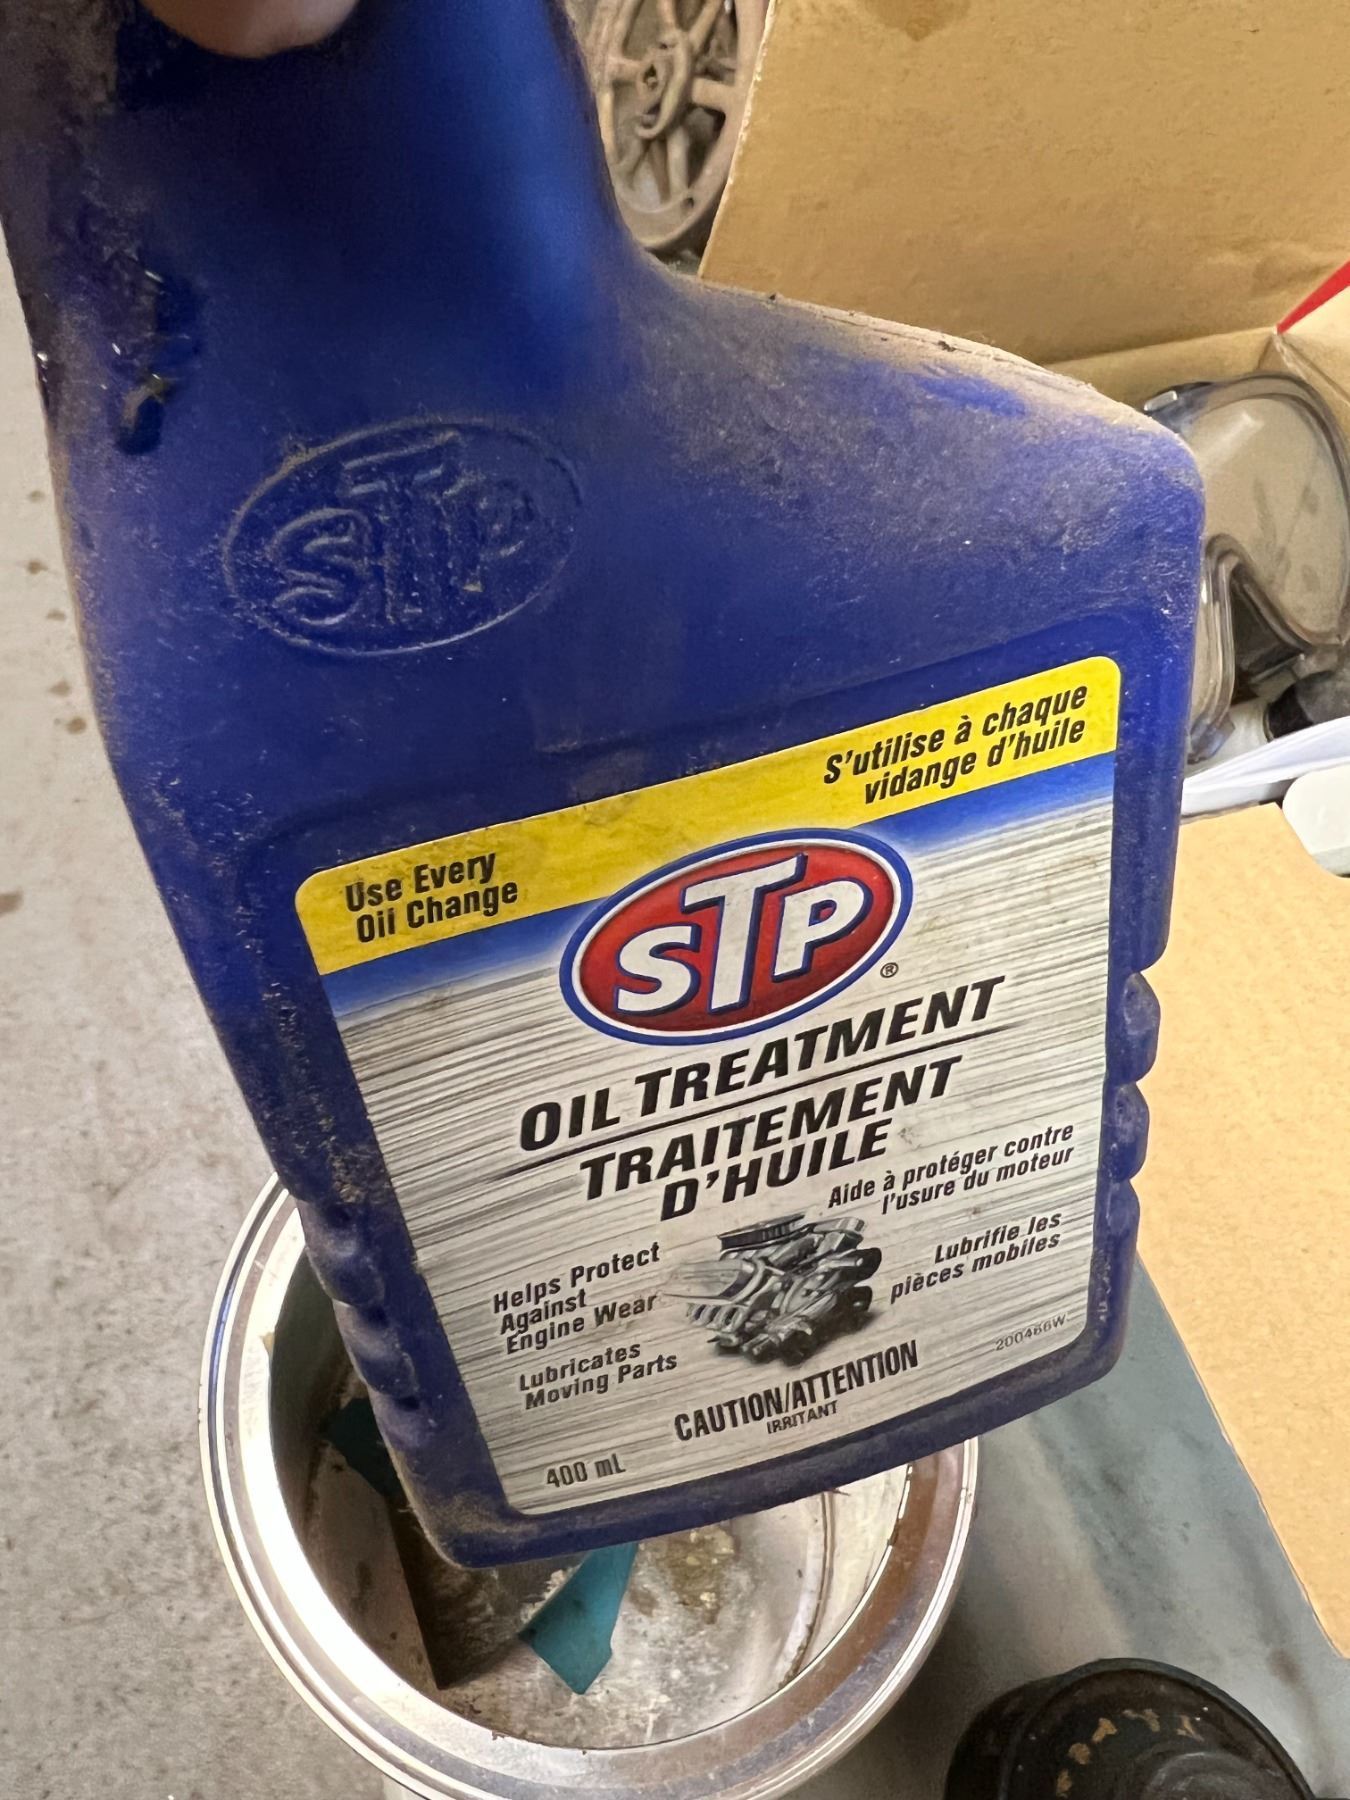 STP
Use Every
Oil Change
S'utilise à chaque
vidange d'huile
STP®
OIL TREATMENT
TRAITEMENT
D'HUILE
Helps Protect
Against
Engine Wear
Lubricates
Moving Parts
Aide à protéger contre
l'usure du moteur
Lubrifie les
pièces mobiles
CAUTION/ATTENTION
IRRITANT
400 mL
200466W